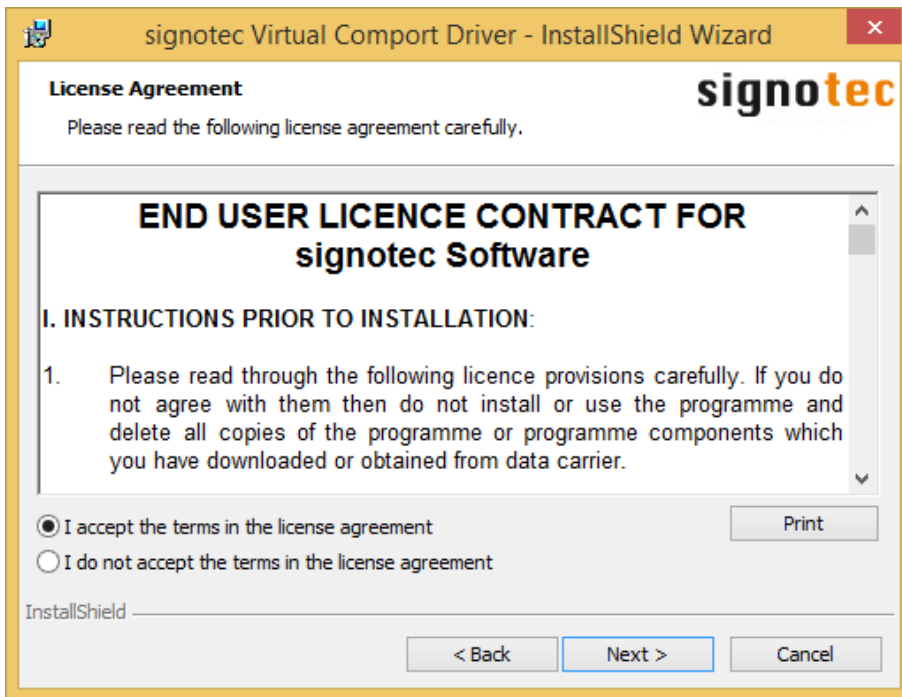 signotec Virtual Comport Driver - InstallShield Wizard
License Agreement
signotec
Please read the following license agreement carefully.
END USER LICENCE CONTRACT FOR
signotec Software
I. INSTRUCTIONS PRIOR TO INSTALLATION:
1. Please read through the following licence provisions carefully. If you do
not agree with them then do not install or use the programme and
delete all copies of the programme or programme components which
you have downloaded or obtained from data carrier.
I accept the terms in the license agreement
Print
I do not accept the terms in the license agreement
InstallShield
< Back
Next >
Cancel